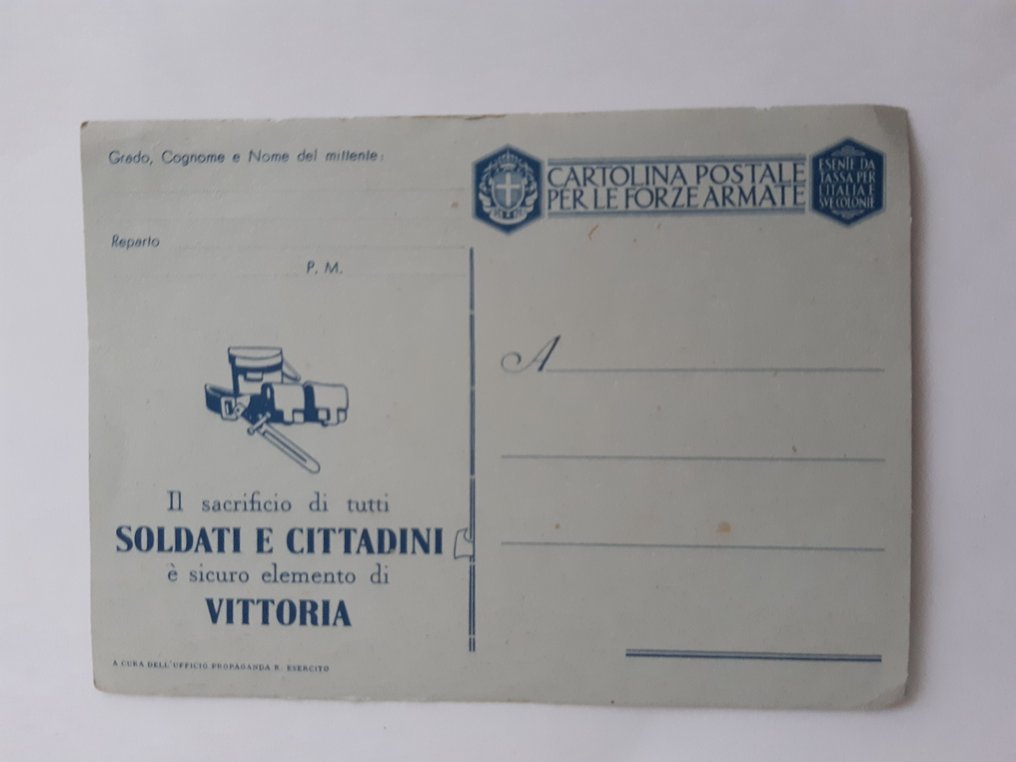 Grado, Cognome e Nome del mittente:
Reparto
P. M.
Il sacrificio di tutti
SOLDATI E CITTADINI
è sicuro elemento di
VITTORIA
A CURA DELL'UFFICIO PROPAGANDA R. ESERCITO
CARTOLINA POSTALE
PER LE FORZE ARMATE
ESENTE DA
TASSA PER
L'ITALIA E
SVE COLONIE
A